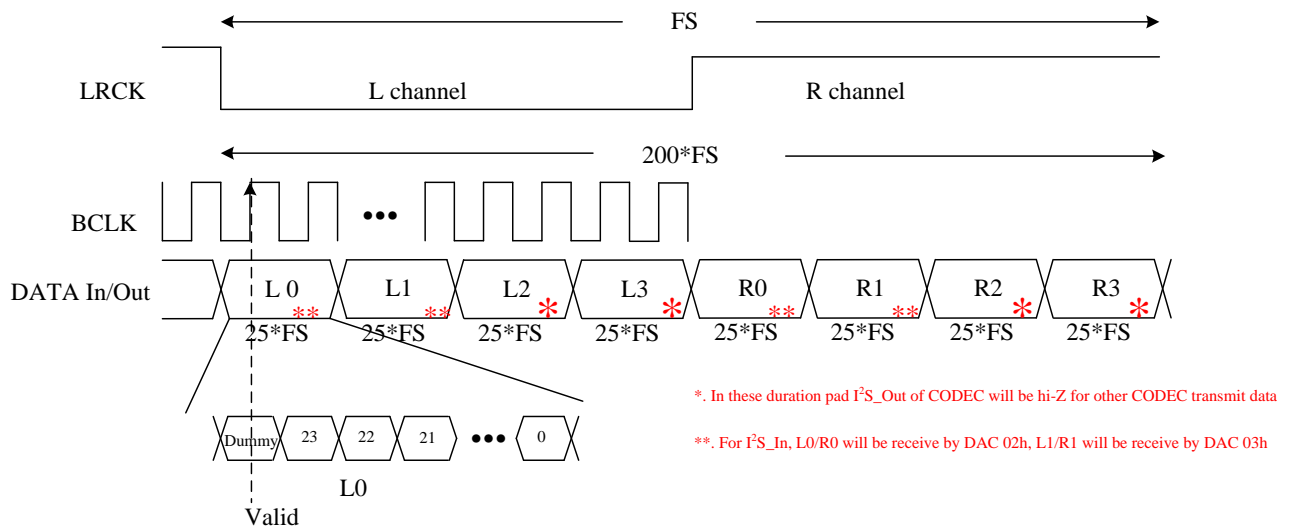 FS
LRCK
L channel
R channel
200*FS
BCLK
•••
DATA In/Out
L 0
**
L1
**
L2
*
L3
*
R0
**
R1
**
R2
*
R3
*
25*FS
25*FS
25*FS
25*FS
25*FS
25*FS
25*FS
25*FS
*. In these duration pad I²S_Out of CODEC will be hi-Z for other CODEC transmit data
Dummy
23
22
21
•••
0
**. For I²S_In, L0/R0 will be receive by DAC 02h, L1/R1 will be receive by DAC 03h
L0
Valid